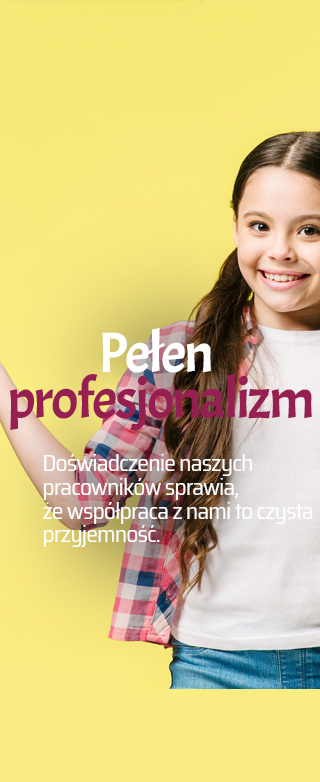 Pełen
profesjonalizm
Doświadczenie naszych
pracowników sprawia,
że współpraca z nami to czysta
przyjemność.